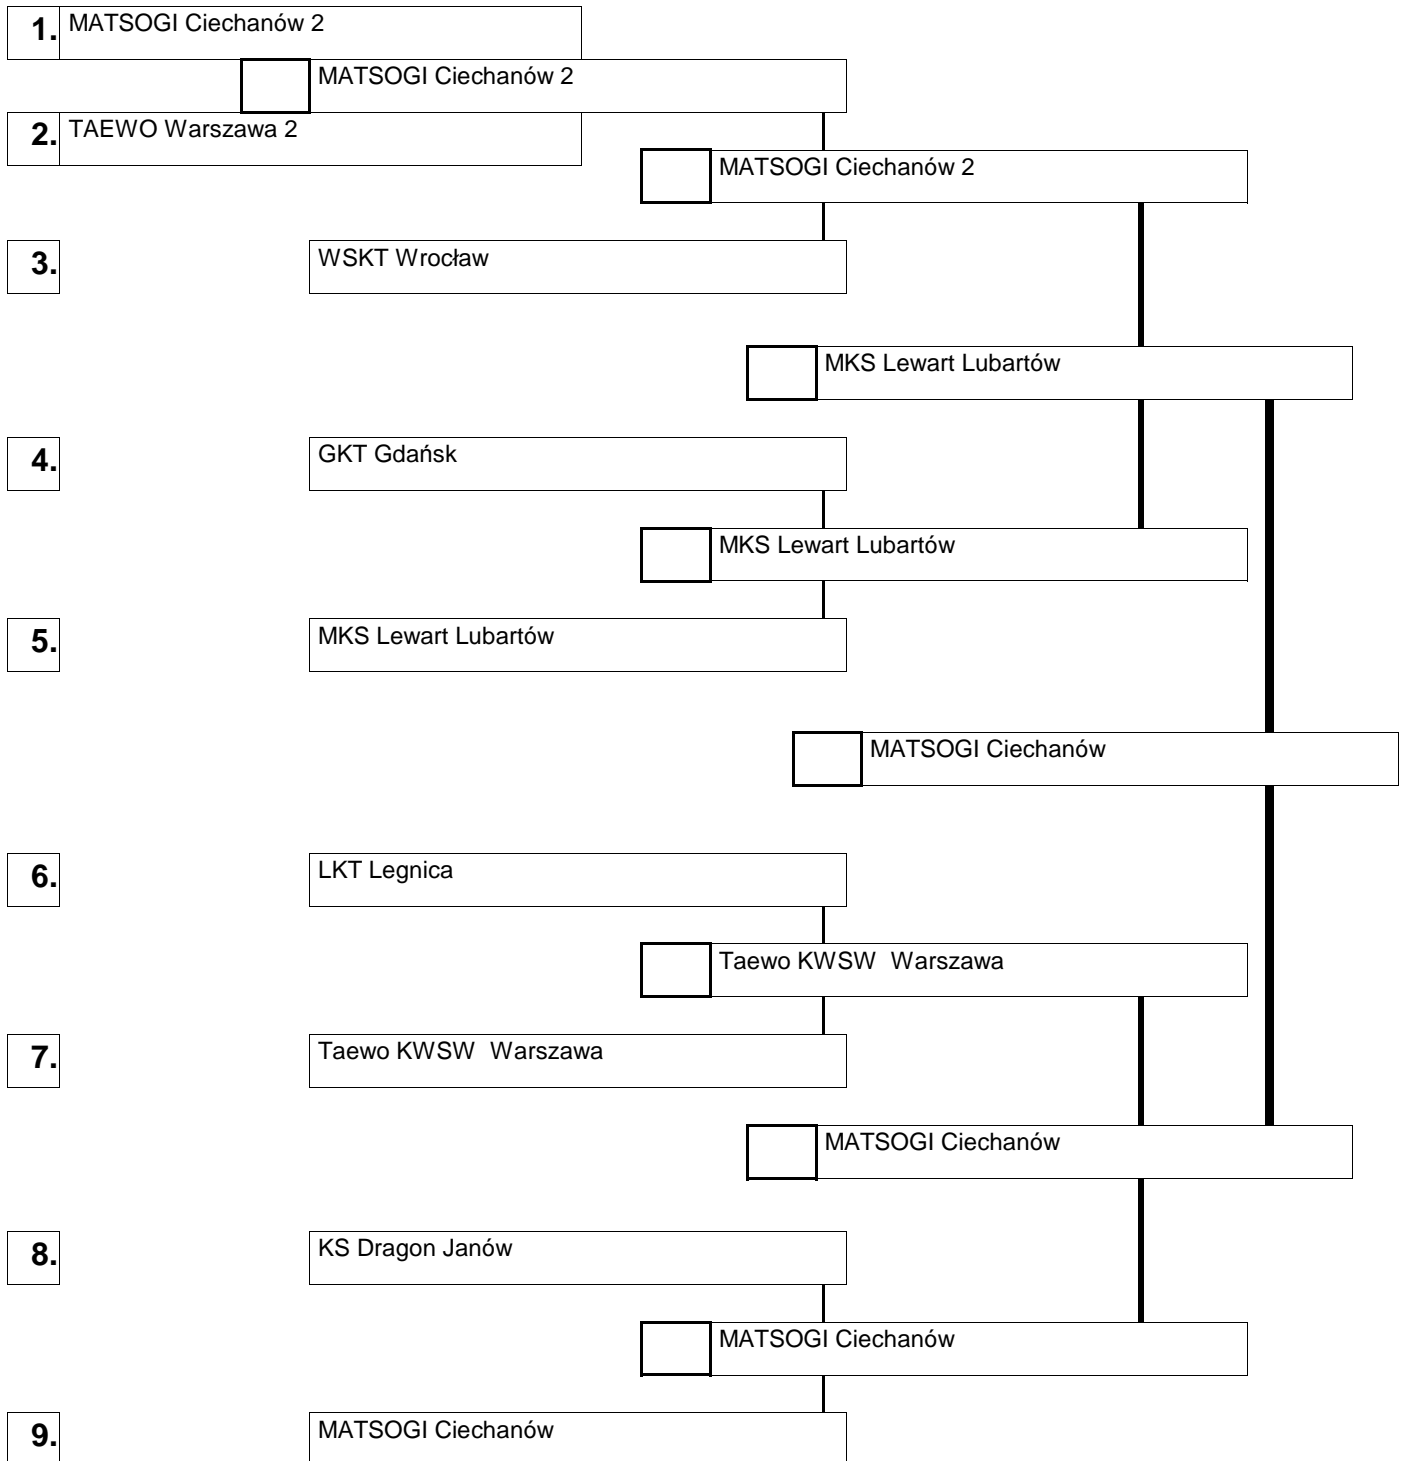 1. MATSOGI Ciechanów 2
MATSOGI Ciechanów 2
2. TAEWO Warszawa 2
MATSOGI Ciechanów 2
3. WSKT Wrocław
MKS Lewart Lubartów
4. GKT Gdańsk
MKS Lewart Lubartów
5. MKS Lewart Lubartów
MATSOGI Ciechanów
6. LKT Legnica
Taewo KWSW  Warszawa
7. Taewo KWSW  Warszawa
MATSOGI Ciechanów
8. KS Dragon Janów
MATSOGI Ciechanów
9. MATSOGI Ciechanów